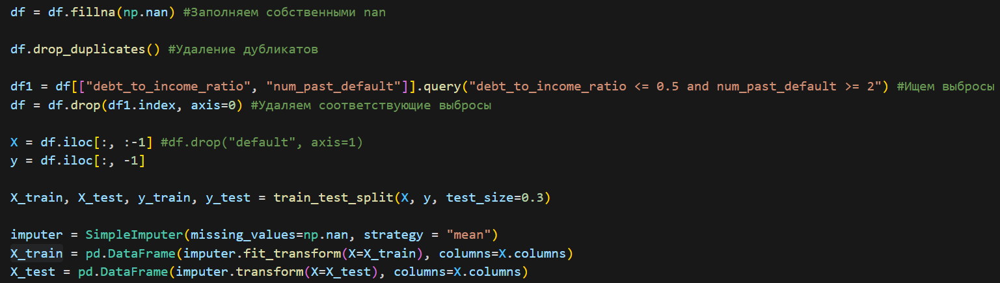 df = df.fillna(np.nan) #Заполняем собственными nan
df.drop_duplicates() #Удаление дубликатов
df1 = df[["debt_to_income_ratio", "num_past_default"]].query("debt_to_income_ratio <= 0.5 and num_past_default >= 2") #Ищем выбросы
df = df.drop(df1.index, axis=0) #Удаляем соответствующие выбросы
X = df.iloc[:, :-1] #df.drop("default", axis=1)
y = df.iloc[:, -1]
X_train, X_test, y_train, y_test = train_test_split(X, y, test_size=0.3)
imputer = SimpleImputer(missing_values=np.nan, strategy = "mean")
X_train = pd.DataFrame(imputer.fit_transform(X=X_train), columns=X.columns)
X_test = pd.DataFrame(imputer.transform(X=X_test), columns=X.columns)